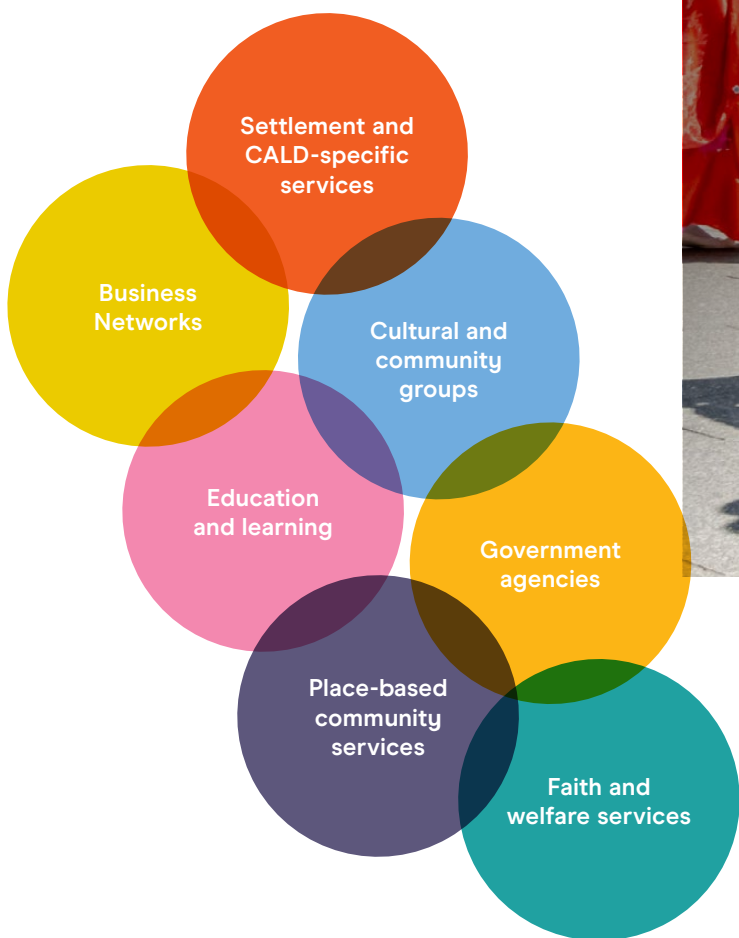 Settlement and
CALD-specific
services
Business
Networks
Cultural and
community
groups
Education
and learning
Government
agencies
Place-based
community
services
Faith and
welfare services